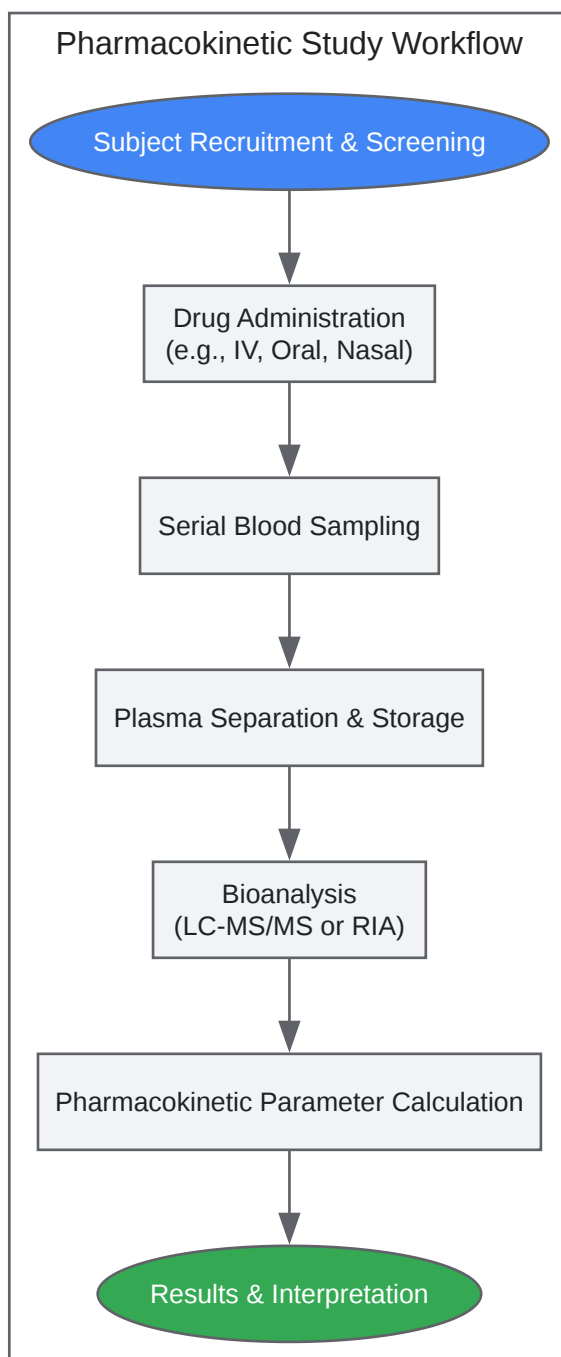 Pharmacokinetic Study Workflow
Subject Recruitment & Screening
Drug Administration
(e.g., IV, Oral, Nasal)
Serial Blood Sampling
Plasma Separation & Storage
Bioanalysis
(LC-MS/MS or RIA)
Pharmacokinetic Parameter Calculation
Results & Interpretation